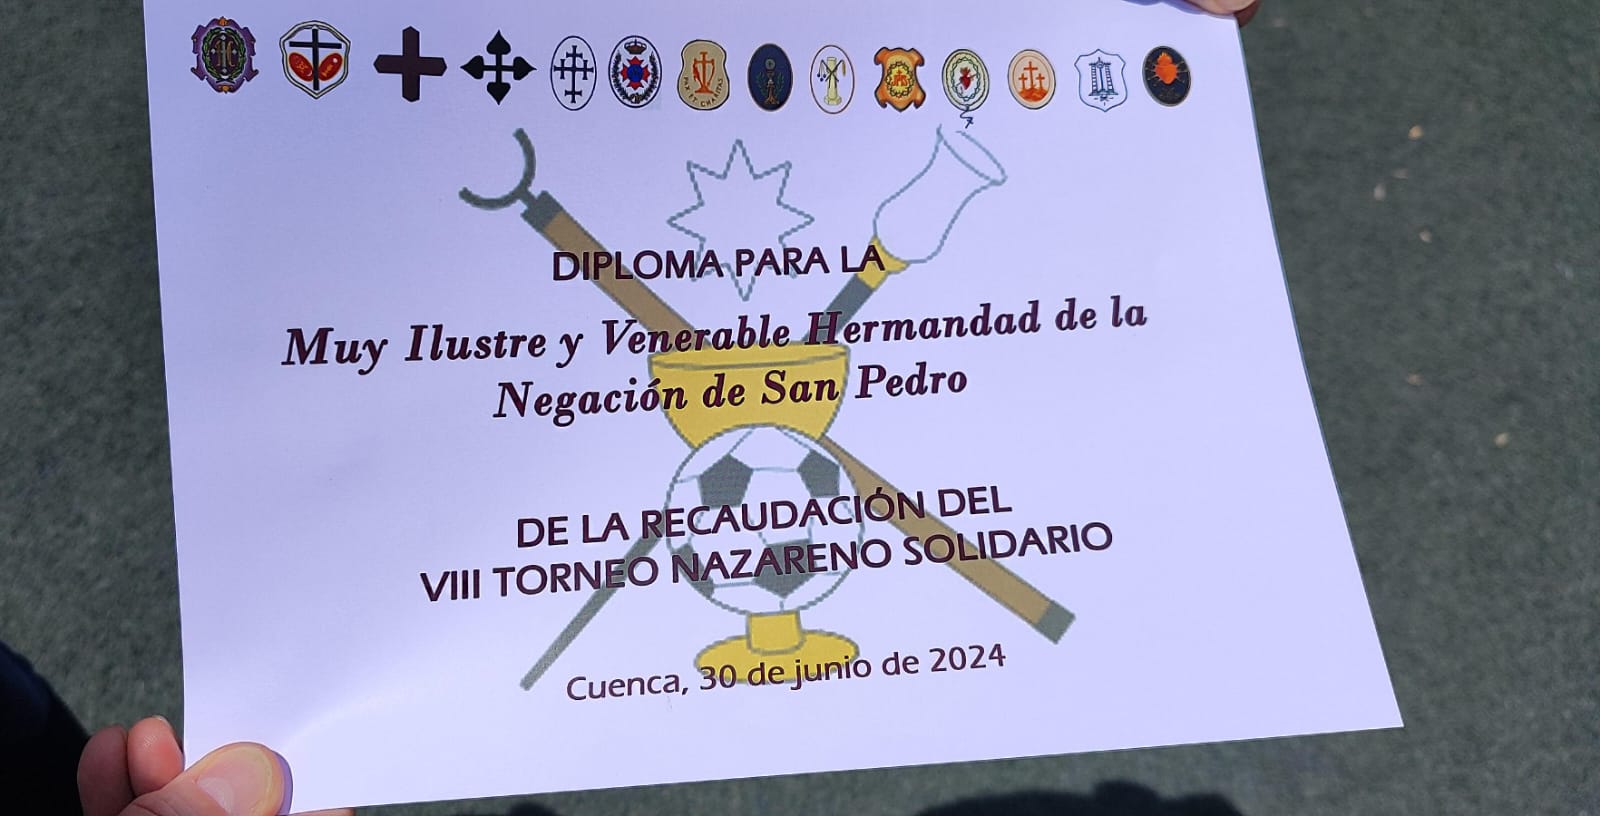 DIPLOMA PARA LA
Muy Ilustre y Venerable Hermandad de la
Negación de San Pedro
DE LA RECAUDACIÓN DEL
VIII TORNEO NAZARENO SOLIDARIO
Cuenca, 30 de junio de 2024